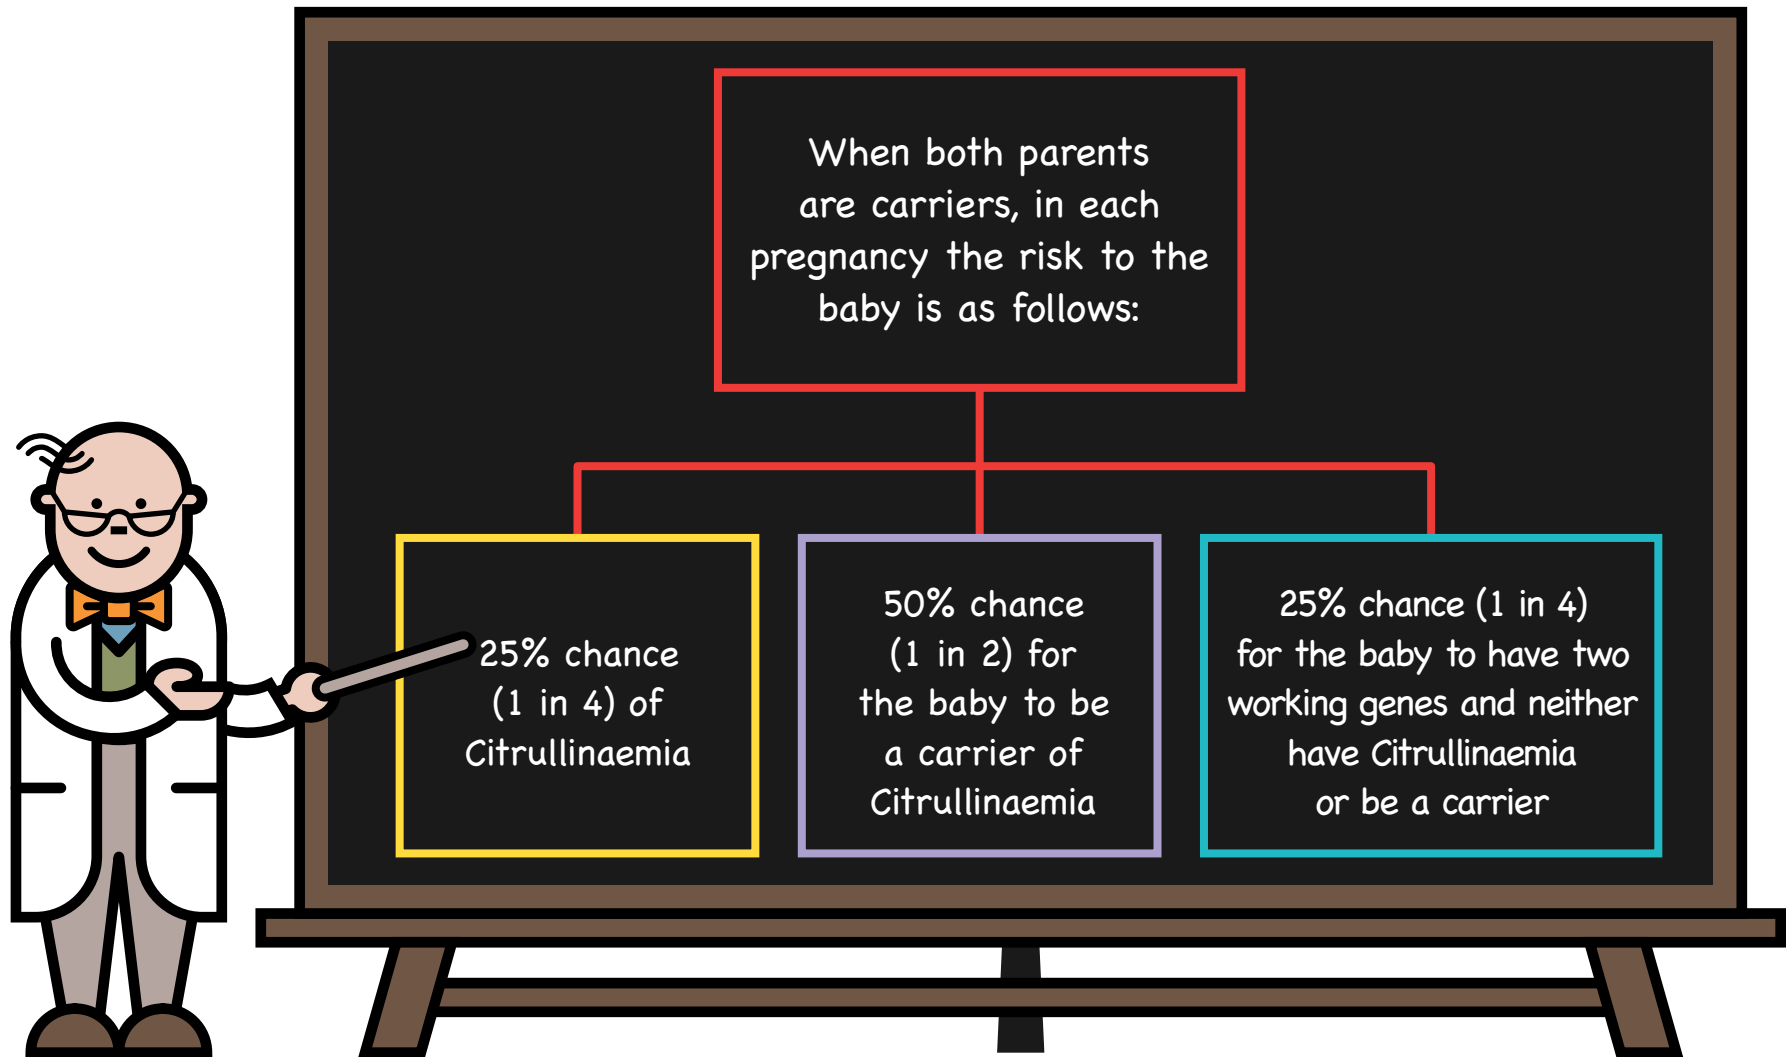 When both parents
are carriers, in each
pregnancy the risk to the
baby is as follows:
25% chance
(1 in 4) of
Citrullinaemia
50% chance
(1 in 2) for
the baby to be
a carrier of
Citrullinaemia
25% chance (1 in 4)
for the baby to have two
working genes and neither
have Citrullinaemia
or be a carrier